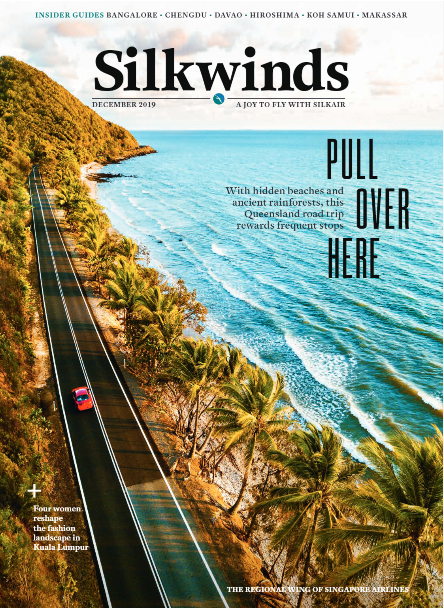 INSIDER GUIDES BANGALORE • CHENGDU • DAVAO • HIROSHIMA • KOH SAMUI • MAKASSAR
Silkwinds
DECEMBER 2019
A JOY TO FLY WITH SILKAIR
PULL
OVER
HERE
With hidden beaches and
ancient rainforests, this
Queensland road trip
rewards frequent stops
+
Four women
reshape
the fashion
landscape in
Kuala Lumpur
THE REGIONAL WING OF SINGAPORE AIRLINES